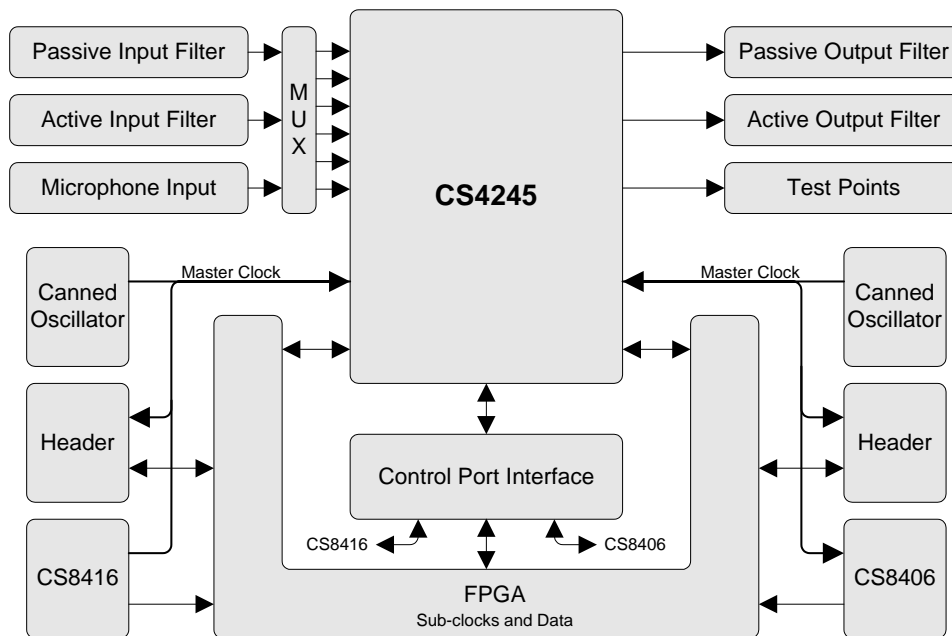 Passive Input Filter
Active Input Filter
Microphone Input
M
U
X
CS4245
Passive Output Filter
Active Output Filter
Test Points
Canned
Oscillator
Master Clock
Master Clock
Canned
Oscillator
Header
Control Port Interface
Header
CS8416
CS8416
CS8406
CS8406
FPGA
Sub-clocks and Data